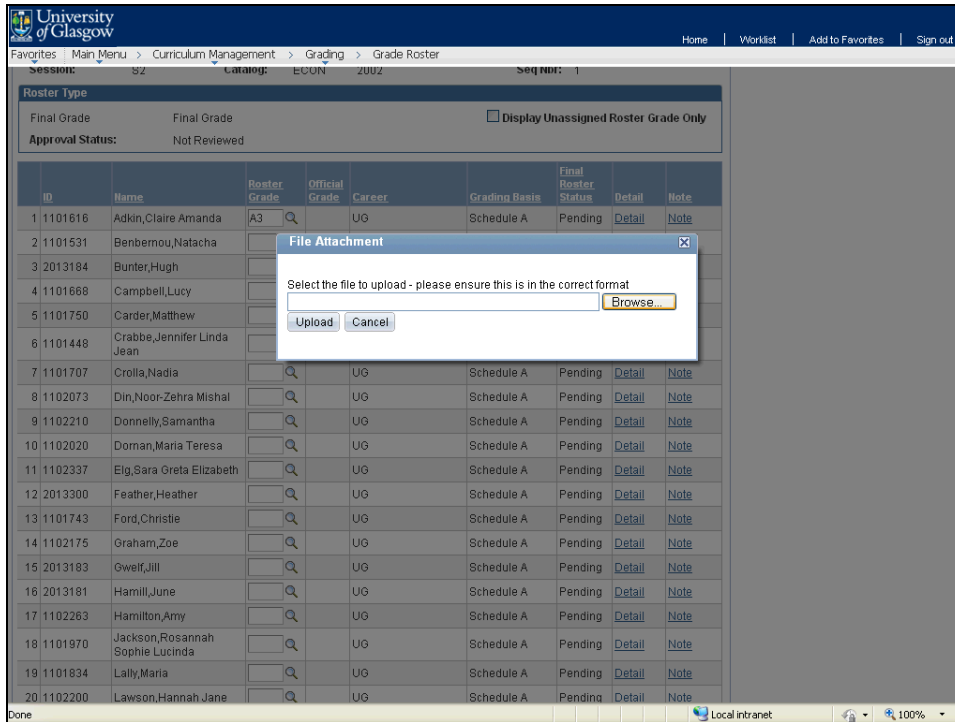 University
of Glasgow
Home | Worklist | Add to Favorites | Sign out
Favorites Main Menu > Curriculum Management > Grading > Grade Roster
Session: S2 Catalog: ECON 2002 Seq Nbr: 1
Roster Type
Final Grade Final Grade Display Unassigned Roster Grade Only
Approval Status: Not Reviewed
ID Name Roster Grade Official Grade Career Grading Basis Final Roster Status Detail Note
1 1101616 Adkin,Claire Amanda A3 UG Schedule A Pending Detail Note
2 1101531 Benbernou,Natacha
3 2013184 Bunter,Hugh
4 1101668 Campbell,Lucy
5 1101750 Carder,Matthew
6 1101448 Crabbe,Jennifer Linda Jean
File Attachment
Select the file to upload - please ensure this is in the correct format
Browse...
Upload Cancel
7 1101707 Crolla,Nadia UG Schedule A Pending Detail Note
8 1102073 Din,Noor-Zehra Mishal UG Schedule A Pending Detail Note
9 1102210 Donnelly,Samantha UG Schedule A Pending Detail Note
10 1102020 Dornan,Maria Teresa UG Schedule A Pending Detail Note
11 1102337 Elg,Sara Greta Elizabeth UG Schedule A Pending Detail Note
12 2013300 Feather,Heather UG Schedule A Pending Detail Note
13 1101743 Ford,Christie UG Schedule A Pending Detail Note
14 1102175 Graham,Zoe UG Schedule A Pending Detail Note
15 2013183 Gwelf,Jill UG Schedule A Pending Detail Note
16 2013181 Hamill,June UG Schedule A Pending Detail Note
17 1102263 Hamilton,Amy UG Schedule A Pending Detail Note
18 1101970 Jackson,Rosannah Sophie Lucinda UG Schedule A Pending Detail Note
19 1101834 Lally,Maria UG Schedule A Pending Detail Note
20 1102200 Lawson,Hannah Jane UG Schedule A Pending Detail Note
Done Local intranet 100%